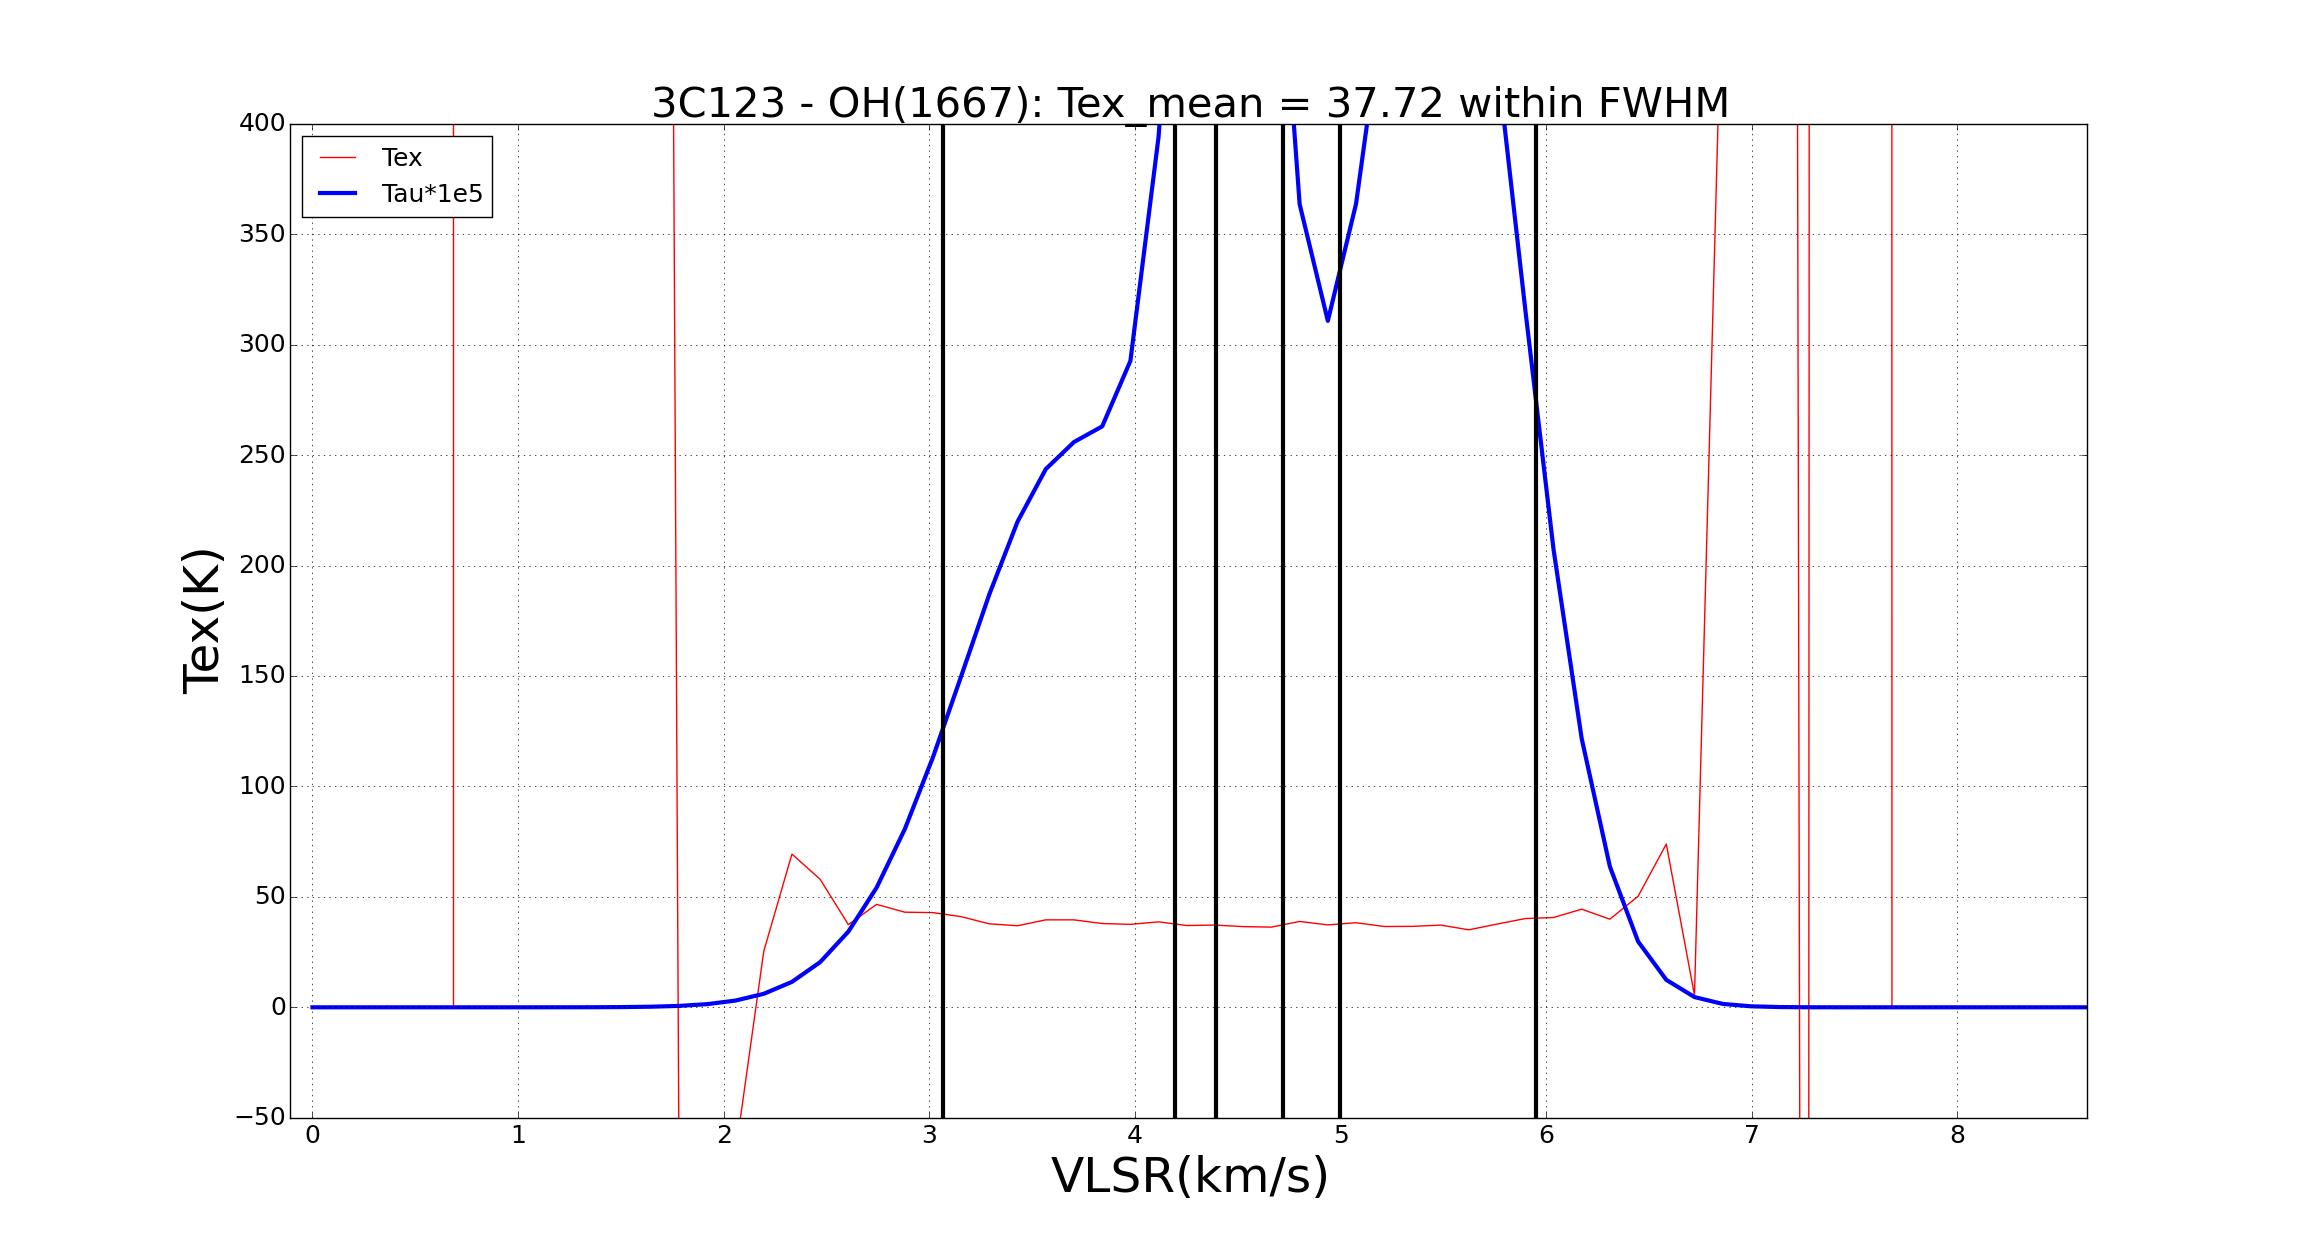 3C123 - OH(1667): Tex_mean = 37.72 within FWHM
400
350
300
250
200
150
100
50
0
−50
Tex
Tau*1e5
Tex(K)
0 1 2 3 4 5 6 7 8
VLSR(km/s)